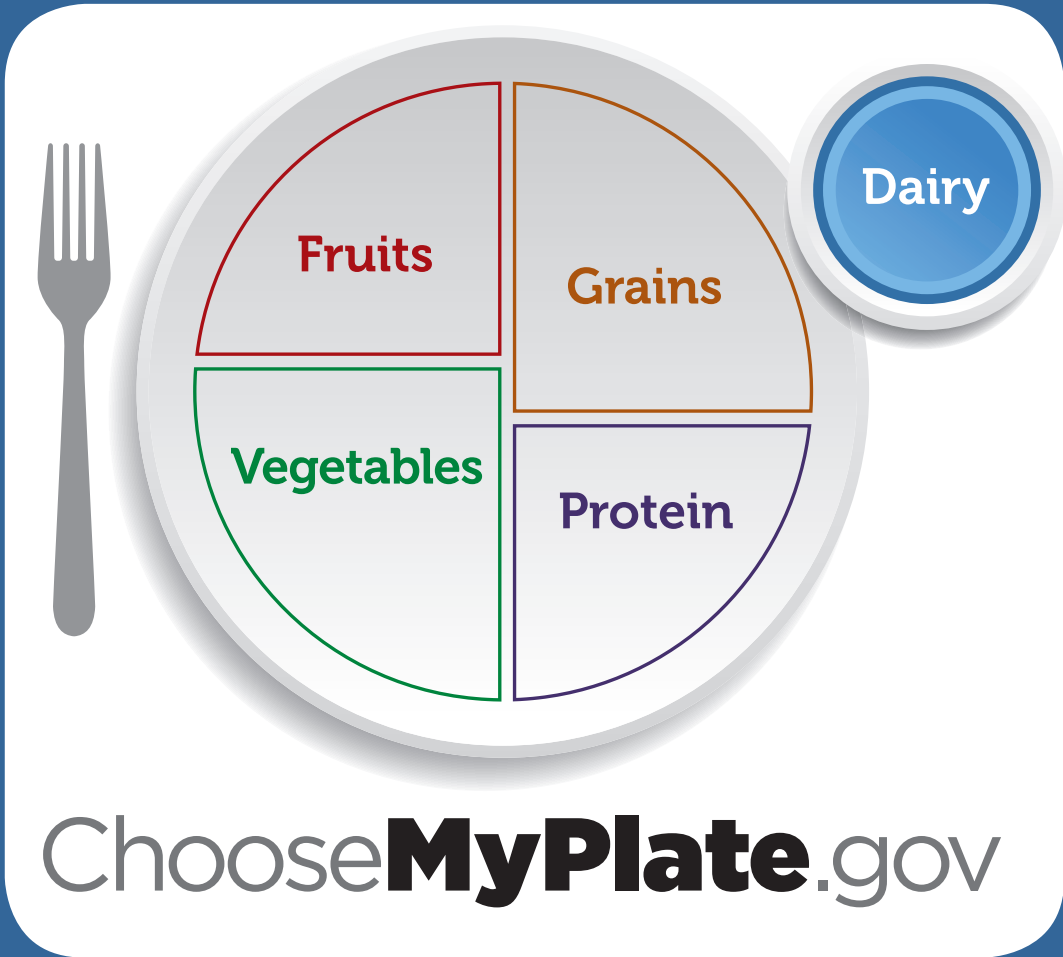 Dairy
Fruits
Grains
Vegetables
Protein
ChooseMyPlate.gov